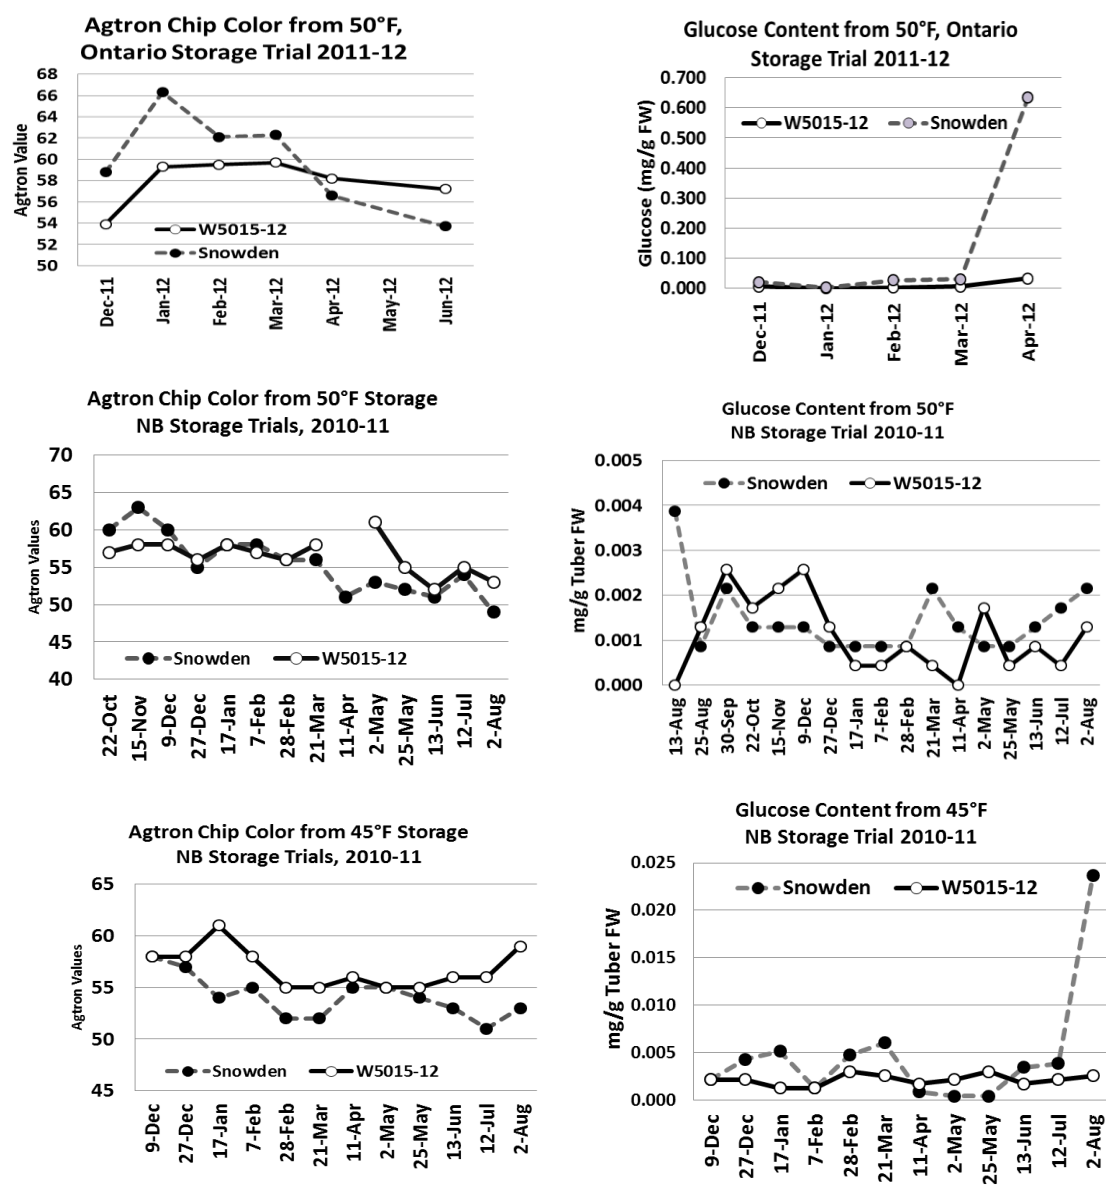 Agtron Chip Color from 50°F,
Ontario Storage Trial 2011-12
68
66
64
62
60
58
56
54
52
50
Agtron Value
W5015-12
Snowden
Dec-11
Jan-12
Feb-12
Mar-12
Apr-12
May-12
Jun-12
Glucose Content from 50°F, Ontario
Storage Trial 2011-12
0.700
0.600
0.500
0.400
0.300
0.200
0.100
0.000
Glucose (mg/g FW)
W5015-12
Snowden
Dec-11
Jan-12
Feb-12
Mar-12
Apr-12
Agtron Chip Color from 50°F Storage
NB Storage Trials, 2010-11
70
65
60
55
50
45
40
Agtron Values
Snowden
W5015-12
22-Oct
15-Nov
9-Dec
27-Dec
17-Jan
7-Feb
28-Feb
21-Mar
11-Apr
2-May
25-May
13-Jun
12-Jul
2-Aug
Glucose Content from 50°F
NB Storage Trial 2010-11
0.005
0.004
0.003
0.002
0.001
0.000
mg/g Tuber FW
Snowden
W5015-12
13-Aug
25-Aug
30-Sep
22-Oct
15-Nov
9-Dec
27-Dec
17-Jan
7-Feb
28-Feb
21-Mar
11-Apr
2-May
25-May
13-Jun
12-Jul
2-Aug
Agtron Chip Color from 45°F Storage
NB Storage Trials, 2010-11
65
60
55
50
45
Agtron Values
Snowden
W5015-12
9-Dec
27-Dec
17-Jan
7-Feb
28-Feb
21-Mar
11-Apr
2-May
25-May
13-Jun
12-Jul
2-Aug
Glucose Content from 45°F
NB Storage Trial 2010-11
0.025
0.020
0.015
0.010
0.005
0.000
mg/g Tuber FW
Snowden
W5015-12
9-Dec
27-Dec
17-Jan
7-Feb
28-Feb
21-Mar
11-Apr
2-May
25-May
13-Jun
12-Jul
2-Aug